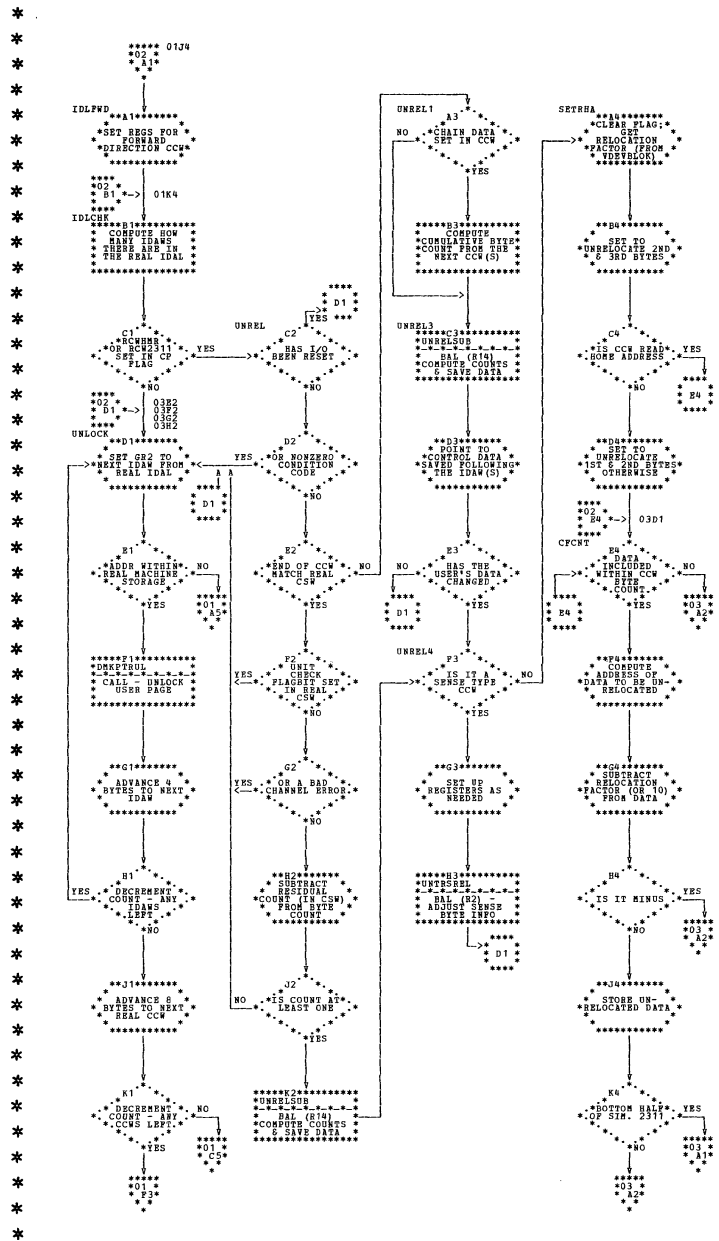 01J4
*02 *
* A1*
IDLFWD
A1
SET REGS FOR
FORWARD
DIRECTION CCW
*02 *
* B1 *-> 01K4
IDLCHK
B1
COMPUTE HOW
MANY IDAWS
THERE ARE IN
THE REAL IDAL
C1
RCWHMR
OR RCW2311
SET IN CP
FLAG
YES
NO
*02 *
* D1 *-> 03E2
03F2
03G2
03H2
UNLOCK
D1
SET GR2 TO
NEXT IDAW FROM
REAL IDAL
E1
ADDR WITHIN
REAL MACHINE
STORAGE
NO
*01 *
* A5*
YES
F1
DMKPTRUL
CALL - UNLOCK
USER PAGE
G1
ADVANCE 4
BYTES TO NEXT
IDAW
H1
YES
DECREMENT
COUNT - ANY
IDAWS
LEFT
NO
J1
ADVANCE 8
BYTES TO NEXT
REAL CCW
K1
DECREMENT
COUNT - ANY
CCWS LEFT
NO
*01 *
* C5*
YES
*01 *
* F3*
D1
YES
UNREL
C2
HAS I/O
BEEN RESET
NO
D2
YES
OR NONZERO
CONDITION
CODE
A A
D1
NO
E2
END OF CCW
MATCH REAL
CSW
NO
YES
F2
UNIT
CHECK
YES
FLAGBIT SET
IN REAL
CSW
NO
G2
YES
OR A BAD
CHANNEL ERROR
NO
H2
SUBTRACT
RESIDUAL
COUNT (IN CSW)
FROM BYTE
COUNT
J2
NO
IS COUNT AT
LEAST ONE
YES
K2
UNRELSUB
BAL (R14)
COMPUTE COUNTS
& SAVE DATA
UNREL1
A3
NO
CHAIN DATA
SET IN CCW
YES
B3
COMPUTE
CUMULATIVE BYTE
COUNT FROM THE
NEXT CCW(S)
UNREL3
C3
UNRELSUB
BAL (R14)
COMPUTE COUNTS
& SAVE DATA
D3
POINT TO
CONTROL DATA
SAVED FOLLOWING
THE IDAW(S)
E3
NO
HAS THE
USER'S DATA
CHANGED
D1
YES
UNREL4
F3
IS IT A
SENSE TYPE
CCW
NO
YES
G3
SET UP
REGISTERS AS
NEEDED
H3
UNTRSREL
BAL (R2) -
ADJUST SENSE
BYTE INFO
D1
SETRHA
A4
CLEAR FLAG;
GET
RELOCATION
FACTOR (FROM
VDEVBLOK)
B4
SET TO
UNRELOCATE 2ND
& 3RD BYTES
C4
IS CCW READ
HOME ADDRESS
YES
E4
NO
D4
SET TO
UNRELOCATE
1ST & 2ND BYTES
OTHERWISE
*02 *
* E4 *-> 03D1
CFCNT
E4
DATA
INCLUDED
WITHIN CCW
BYTE
COUNT
NO
E4
*03 *
* A2*
YES
F4
COMPUTE
ADDRESS OF
DATA TO BE UN-
RELOCATED
G4
SUBTRACT
RELOCATION
FACTOR (OR 10)
FROM DATA
H4
IS IT MINUS
YES
*03 *
* A2*
NO
J4
STORE UN-
RELOCATED DATA
K4
BOTTOM HALF
OF SIM. 2311
YES
*03 *
* A1*
NO
*03 *
* A2*